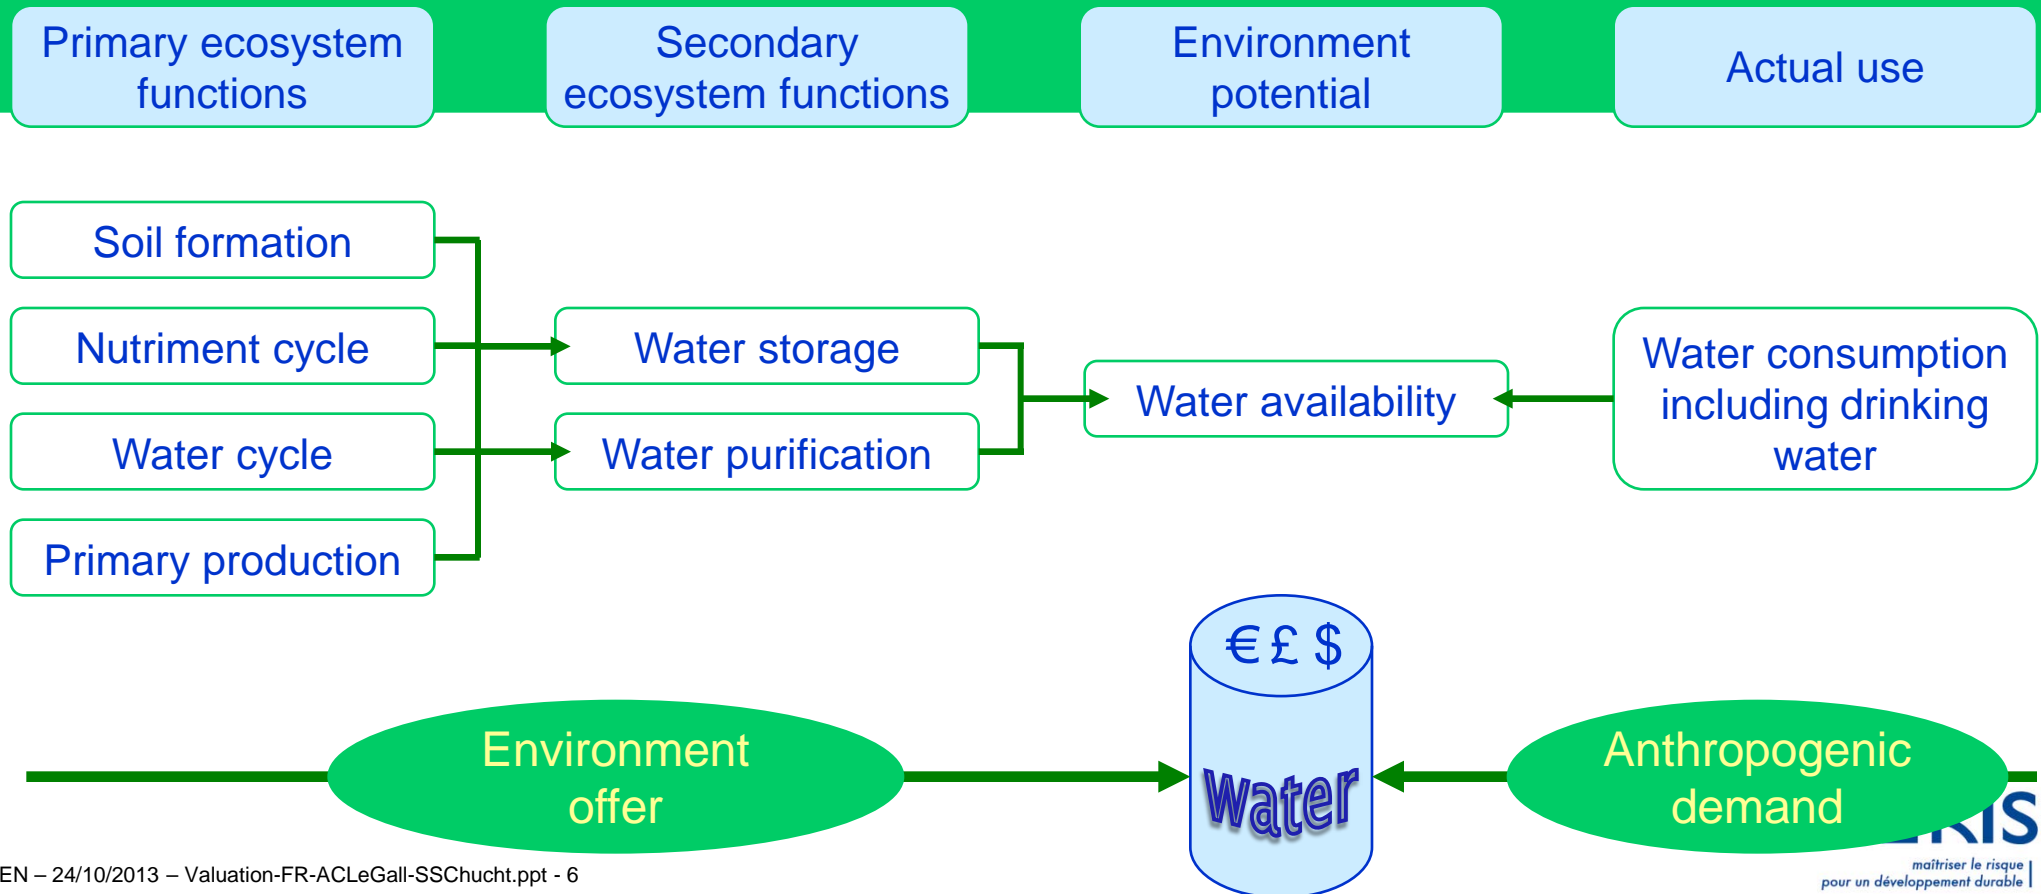 Primary ecosystem
functions
Secondary
ecosystem functions
Environment
potential
Actual use
Soil formation
Nutriment cycle
Water cycle
Primary production
Water storage
Water purification
Water availability
Water consumption
including drinking
water
€ £ $
Water
Environment
offer
Anthropogenic
demand
EN – 24/10/2013 – Valuation-FR-ACLeGall-SSChucht.ppt - 6
maîtriser le risque
pour un développement durable